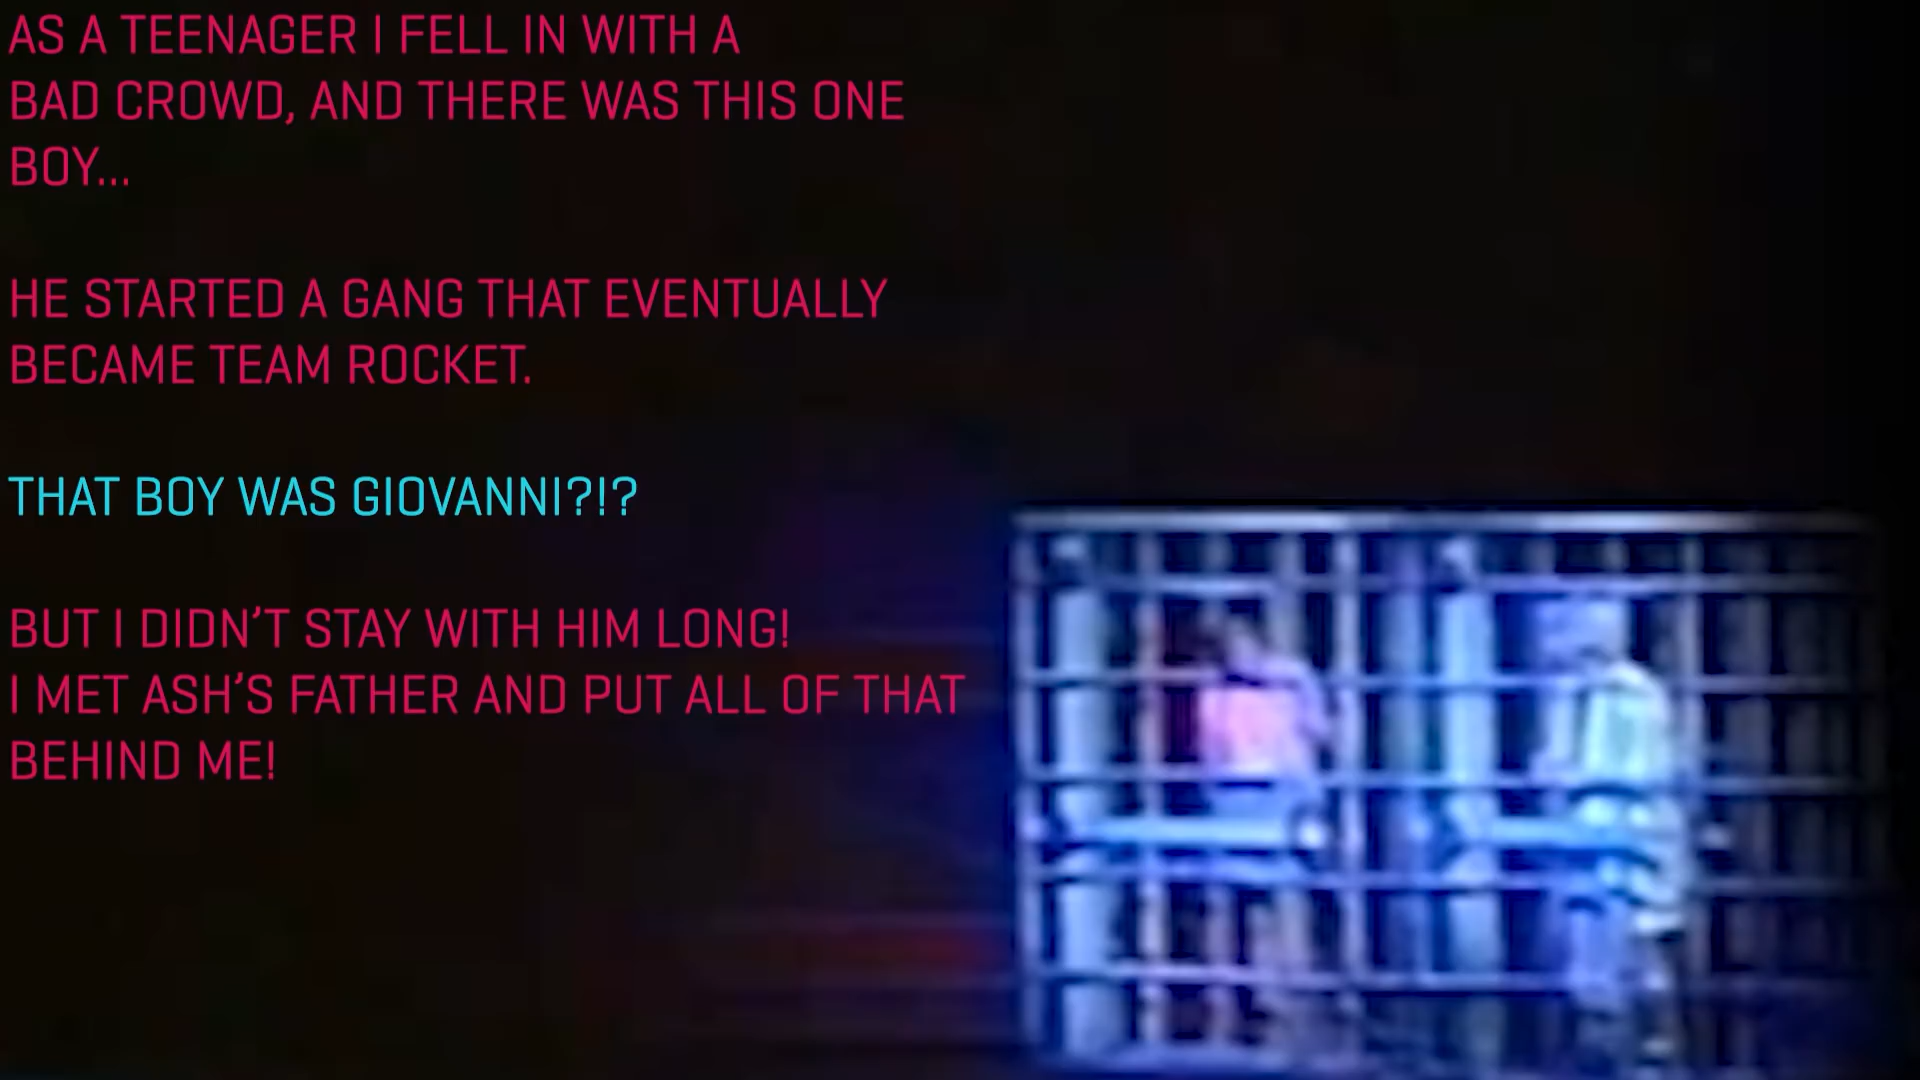 AS A TEENAGER I FELL IN WITH A
BAD CROWD, AND THERE WAS THIS ONE
BOY...
HE STARTED A GANG THAT EVENTUALLY
BECAME TEAM ROCKET.
THAT BOY WAS GIOVANNI?!?
BUT I DIDN’T STAY WITH HIM LONG!
I MET ASH’S FATHER AND PUT ALL OF THAT
BEHIND ME!